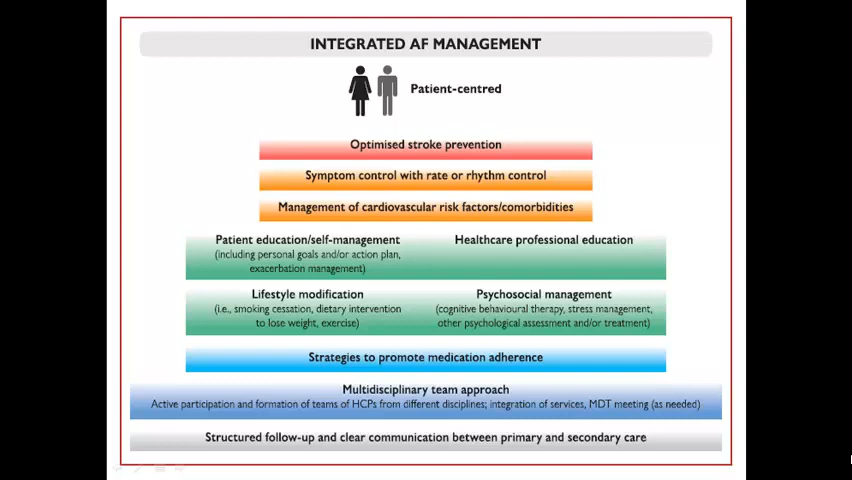 INTEGRATED AF MANAGEMENT
Patient-centred
Optimised stroke prevention
Symptom control with rate or rhythm control
Management of cardiovascular risk factors/comorbidities
Patient education/self-management
(including personal goals and/or action plan,
exacerbation management)
Healthcare professional education
Lifestyle modification
(i.e., smoking cessation, dietary intervention
to lose weight, exercise)
Psychosocial management
(cognitive behavioural therapy, stress management,
other psychological assessment and/or treatment)
Strategies to promote medication adherence
Multidisciplinary team approach
Active participation and formation of teams of HCPs from different disciplines; integration of services, MDT meeting (as needed)
Structured follow-up and clear communication between primary and secondary care